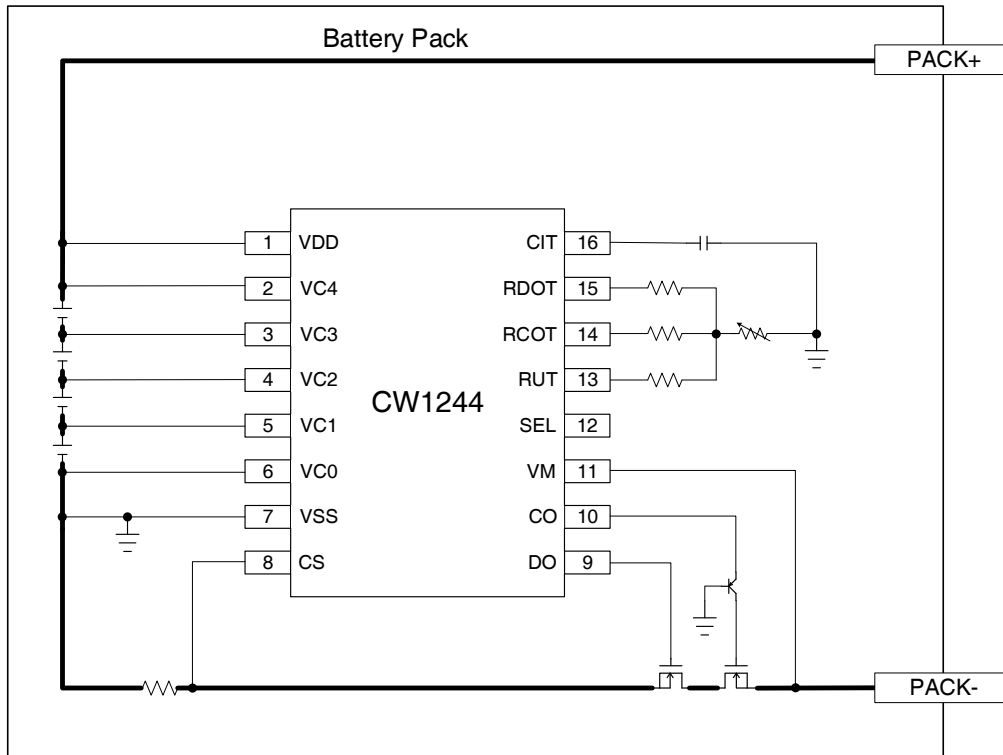 Battery Pack
PACK+
1 VDD CIT 16
2 VC4 RDOT 15
3 VC3 RCOT 14
4 VC2 RUT 13
CW1244
5 VC1 SEL 12
6 VC0 VM 11
7 VSS CO 10
8 CS DO 9
PACK-